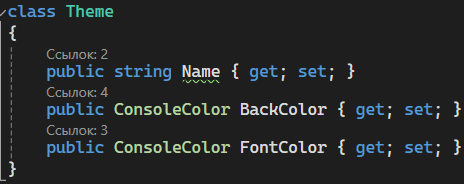 class Theme
{
Ссылок: 2
public string Name { get; set; }
Ссылок: 4
public ConsoleColor BackColor { get; set; }
Ссылок: 3
public ConsoleColor FontColor { get; set; }
}